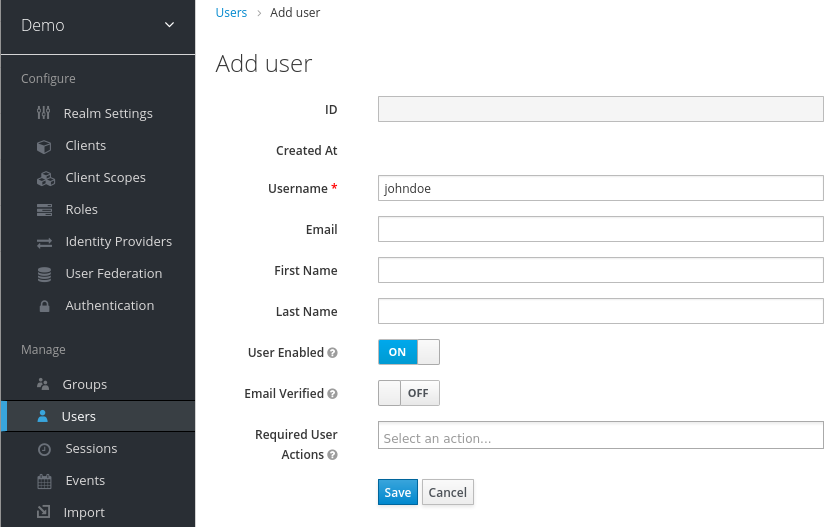 Demo
Configure
Realm Settings
Clients
Client Scopes
Roles
Identity Providers
User Federation
Authentication
Manage
Groups
Users
Sessions
Events
Import
Users › Add user
Add user
ID
Created At
Username * johndoe
Email
First Name
Last Name
User Enabled ? ON
Email Verified ? OFF
Required User Select an action...
Actions ?
Save Cancel